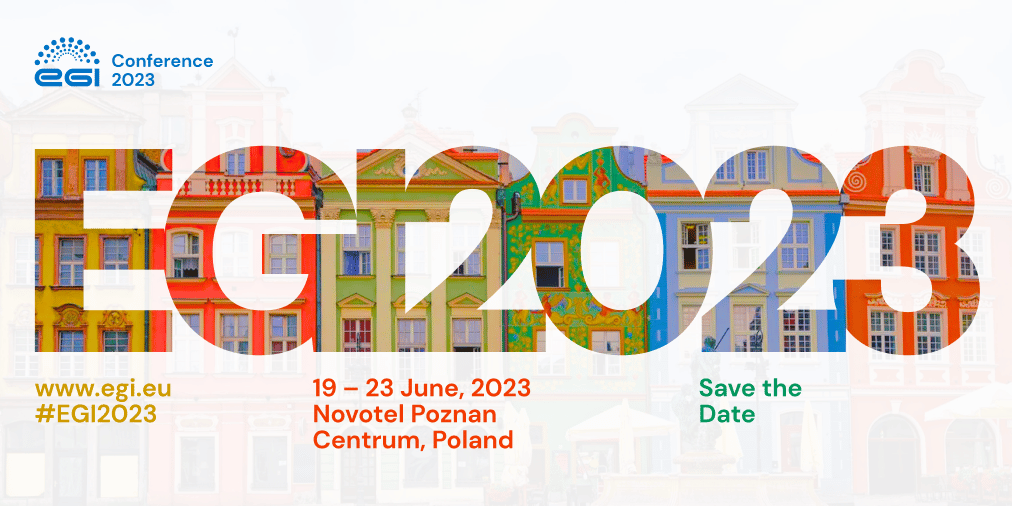 egi
Conference
2023
EGI2023
www.egi.eu
#EGI2023
19 – 23 June, 2023
Novotel Poznan
Centrum, Poland
Save the
Date